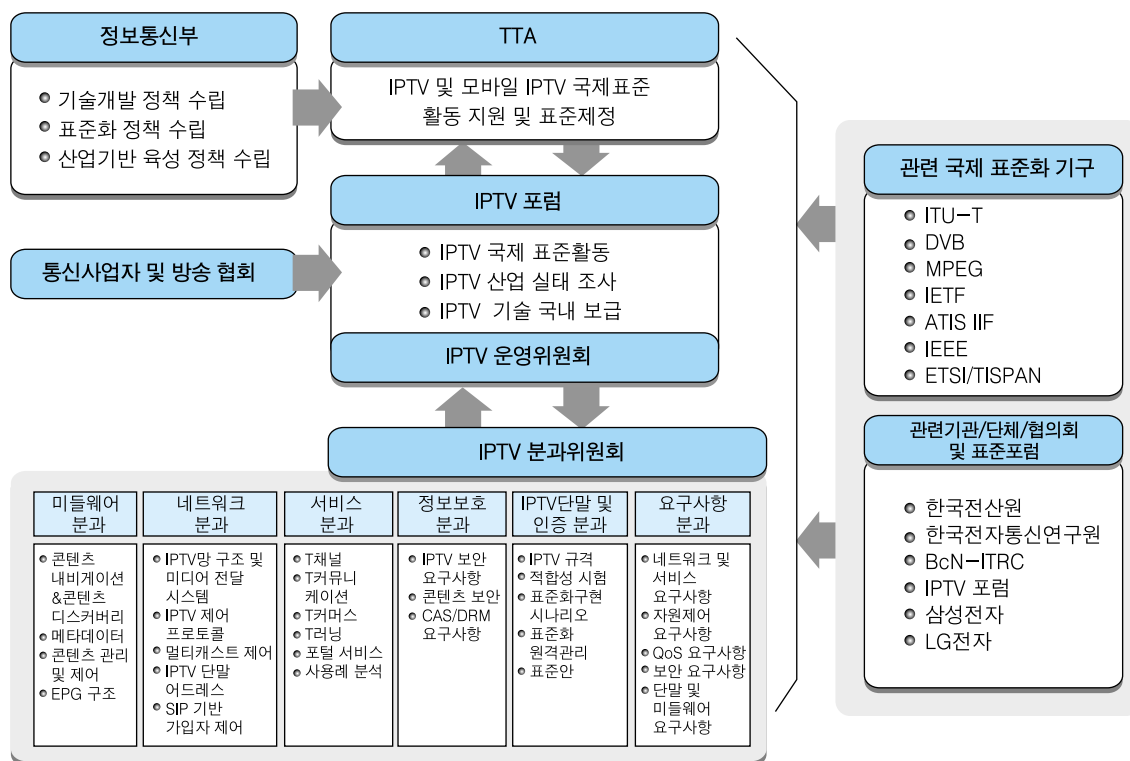 정보통신부
기술개발 정책 수립
표준화 정책 수립
산업기반 육성 정책 수립
TTA
IPTV 및 모바일 IPTV 국제표준
활동 지원 및 표준제정
통신사업자 및 방송 협회
IPTV 포럼
IPTV 국제 표준활동
IPTV 산업 실태 조사
IPTV 기술 국내 보급
IPTV 운영위원회
IPTV 분과위원회
미들웨어
분과
콘텐츠
내비게이션
&콘텐츠
디스커버리
메타데이터
콘텐츠 관리
및 제어
EPG 구조
네트워크
분과
IPTV망 구조 및
미디어 전달
시스템
IPTV 제어
프로토콜
멀티캐스트 제어
IPTV 단말
어드레스
SIP 기반
가입자 제어
서비스
분과
T채널
T커뮤니
케이션
T커머스
T러닝
포털 서비스
사용례 분석
정보보호
분과
IPTV 보안
요구사항
콘텐츠 보안
CAS/DRM
요구사항
IPTV단말 및
인증 분과
IPTV 규격
적합성 시험
표준화구현
시나리오
표준화
원격관리
표준안
요구사항
분과
네트워크 및
서비스
요구사항
자원제어
요구사항
QoS 요구사항
보안 요구사항
단말 및
미들웨어
요구사항
관련 국제 표준화 기구
ITU-T
DVB
MPEG
IETF
ATIS IIF
IEEE
ETSI/TISPAN
관련기관/단체/협의회
및 표준포럼
한국전산원
한국전자통신연구원
BcN-ITRC
IPTV 포럼
삼성전자
LG전자